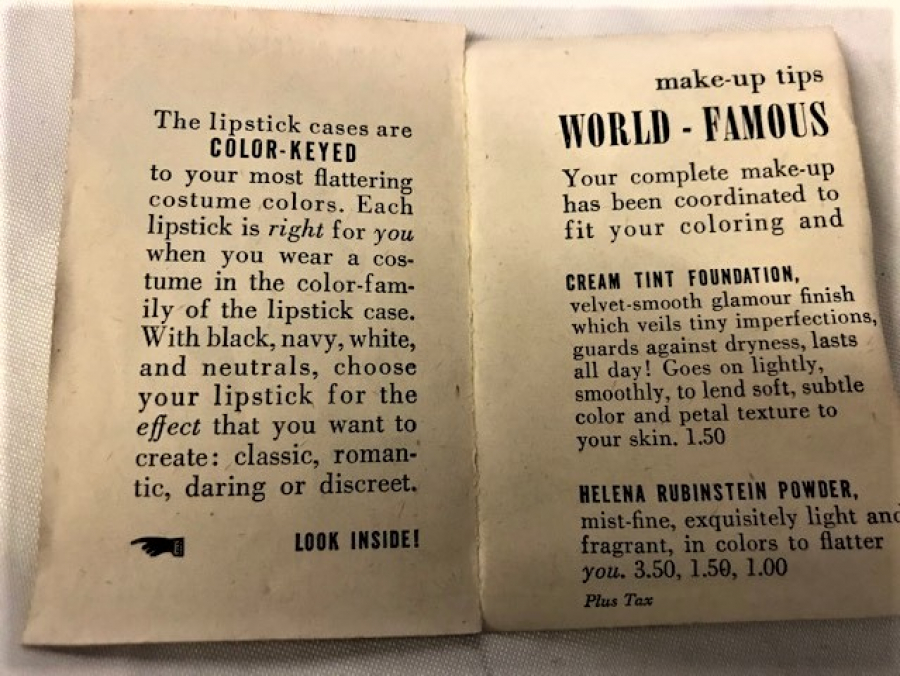 The lipstick cases are
COLOR-KEYED
to your most flattering
costume colors. Each
lipstick is right for you
when you wear a cos-
tume in the color-fam-
ily of the lipstick case.
With black, navy, white,
and neutrals, choose
your lipstick for the
effect that you want to
create: classic, roman-
tic, daring or discreet.
LOOK INSIDE!
make-up tips
WORLD - FAMOUS
Your complete make-up
has been coordinated to
fit your coloring and
CREAM TINT FOUNDATION,
velvet-smooth glamour finish
which veils tiny imperfections,
guards against dryness, lasts
all day! Goes on lightly,
smoothly, to lend soft, subtle
color and petal texture to
your skin. 1.50
HELENA RUBINSTEIN POWDER,
mist-fine, exquisitely light and
fragrant, in colors to flatter
you. 3.50, 1.50, 1.00
Plus Tax